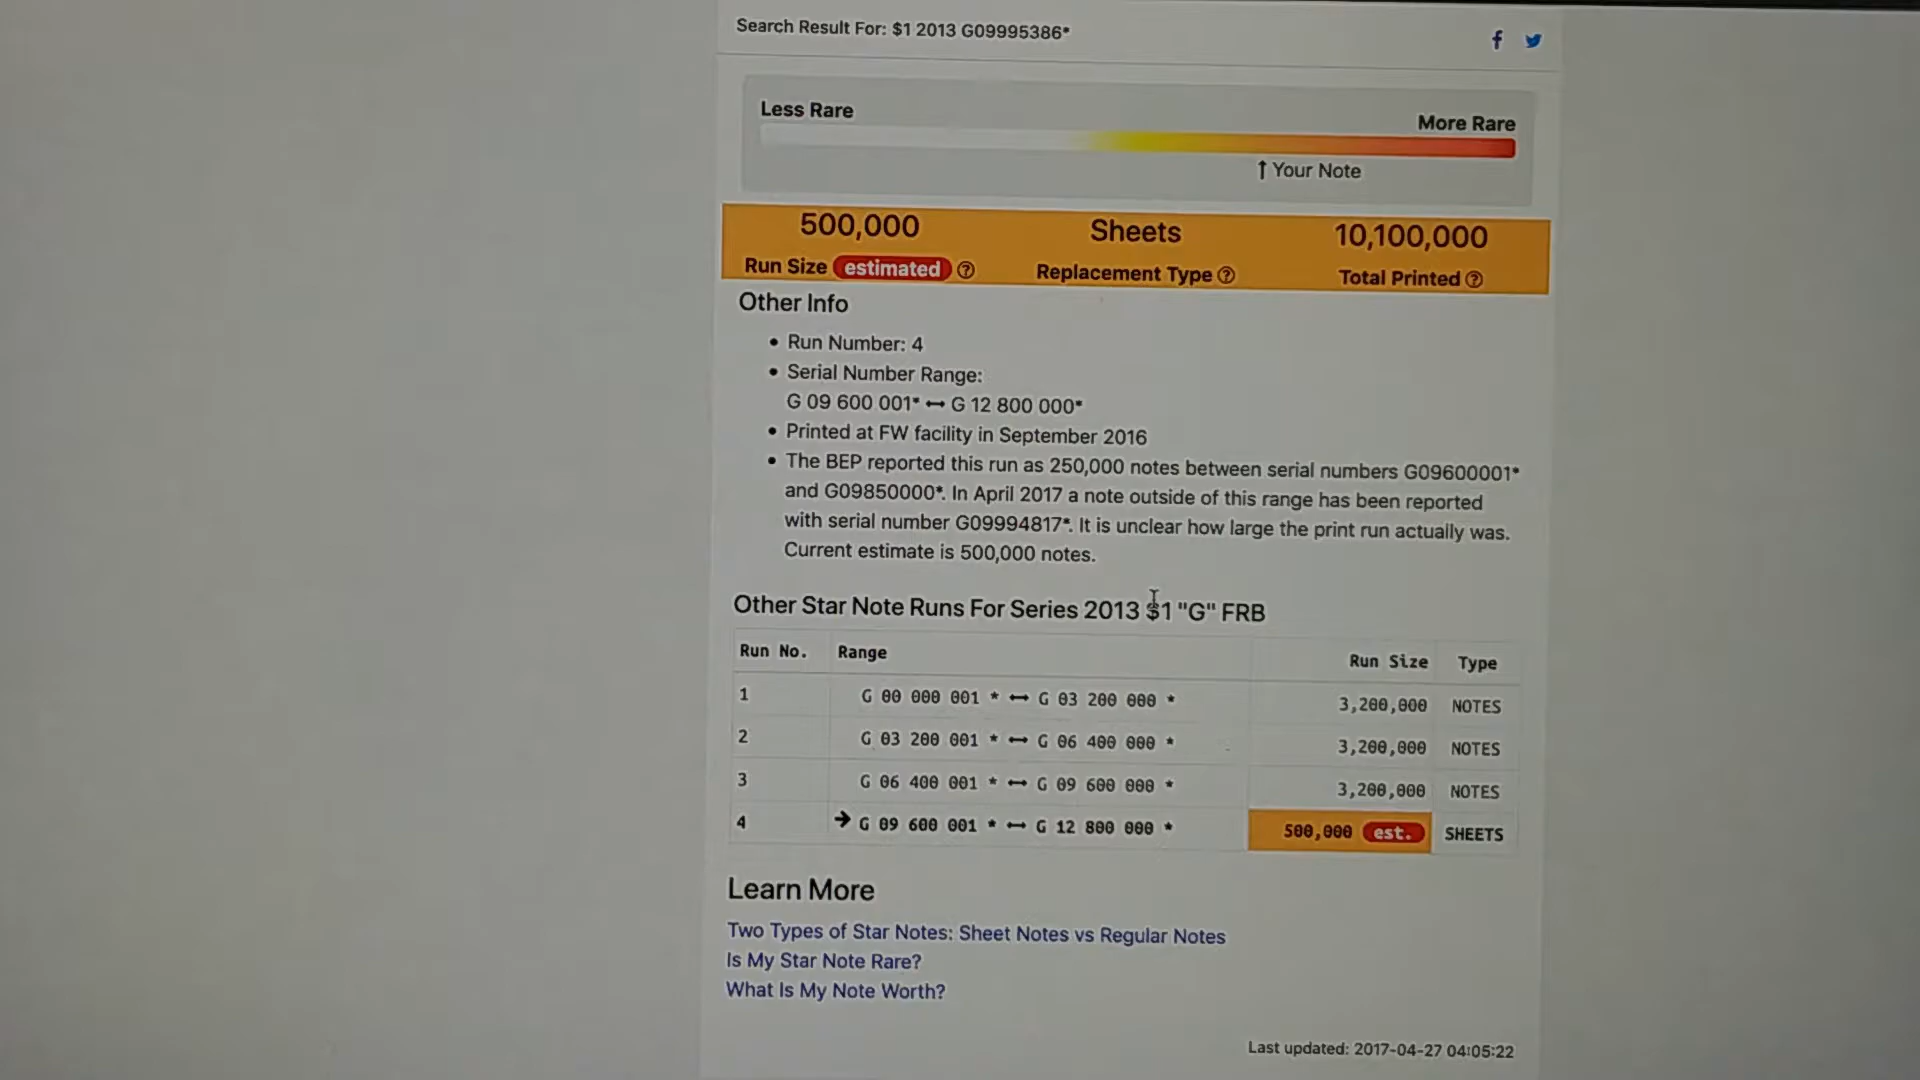 Search Result For: $1 2013 G09995386*
Less Rare
More Rare
↑ Your Note
500,000
Sheets
10,100,000
Run Size estimated ?
Replacement Type ?
Total Printed ?
Other Info
• Run Number: 4
• Serial Number Range:
G 09 600 001* ↔ G 12 800 000*
• Printed at FW facility in September 2016
• The BEP reported this run as 250,000 notes between serial numbers G09600001*
and G09850000*. In April 2017 a note outside of this range has been reported
with serial number G09994817*. It is unclear how large the print run actually was.
Current estimate is 500,000 notes.
Other Star Note Runs For Series 2013 $1 "G" FRB
Run No. Range Run Size Type
1 G 00 000 001 * ↔ G 03 200 000 * 3,200,000 NOTES
2 G 03 200 001 * ↔ G 06 400 000 * 3,200,000 NOTES
3 G 06 400 001 * ↔ G 09 600 000 * 3,200,000 NOTES
4 → G 09 600 001 * ↔ G 12 800 000 * 500,000 est. SHEETS
Learn More
Two Types of Star Notes: Sheet Notes vs Regular Notes
Is My Star Note Rare?
What Is My Note Worth?
Last updated: 2017-04-27 04:05:22